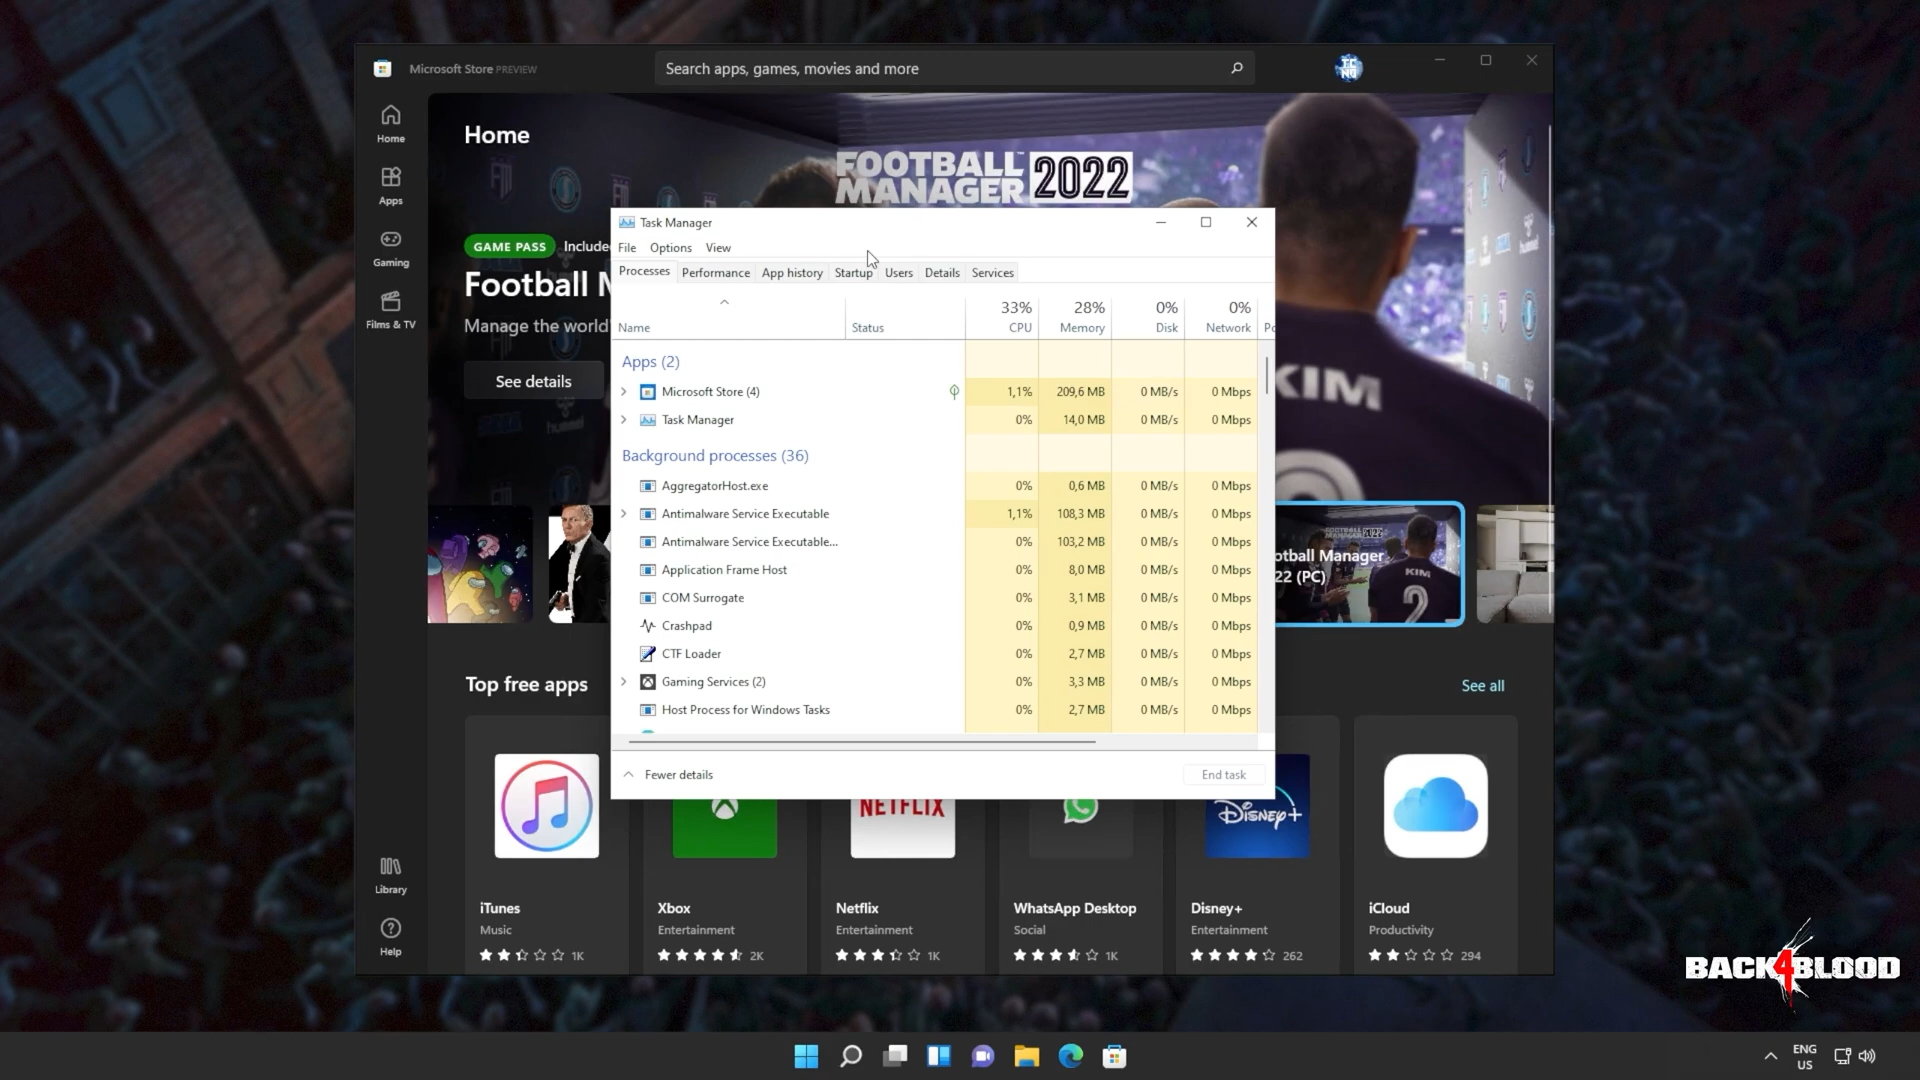 Microsoft Store PREVIEW
Search apps, games, movies and more
Home
Apps
Gaming
Films & TV
Library
Help
Home
FOOTBALL MANAGER 2022
GAME PASS
Football
Manage the world
See details
KIM
Task Manager
File Options View
Processes Performance App history Startup Users Details Services
33% 28% 0% 0%
Name Status CPU Memory Disk Network
Apps (2)
Microsoft Store (4) 1,1% 209,6 MB 0 MB/s 0 Mbps
Task Manager 0% 14,0 MB 0 MB/s 0 Mbps
Background processes (36)
AggregatorHost.exe 0% 0,6 MB 0 MB/s 0 Mbps
Antimalware Service Executable 1,1% 108,3 MB 0 MB/s 0 Mbps
Antimalware Service Executable... 0% 103,2 MB 0 MB/s 0 Mbps
Application Frame Host 0% 8,0 MB 0 MB/s 0 Mbps
COM Surrogate 0% 3,1 MB 0 MB/s 0 Mbps
Crashpad 0% 0,9 MB 0 MB/s 0 Mbps
CTF Loader 0% 2,7 MB 0 MB/s 0 Mbps
Gaming Services (2) 0% 3,3 MB 0 MB/s 0 Mbps
Host Process for Windows Tasks 0% 2,7 MB 0 MB/s 0 Mbps
Fewer details
End task
otball Manager
22 (PC)
KIM
2
Top free apps
See all
NETFLIX
Disney+
iTunes
Music
1K
Xbox
Entertainment
2K
Netflix
Entertainment
1K
WhatsApp Desktop
Social
1K
Disney+
Entertainment
262
iCloud
Productivity
294
BACK4BLOOD
ENG
US